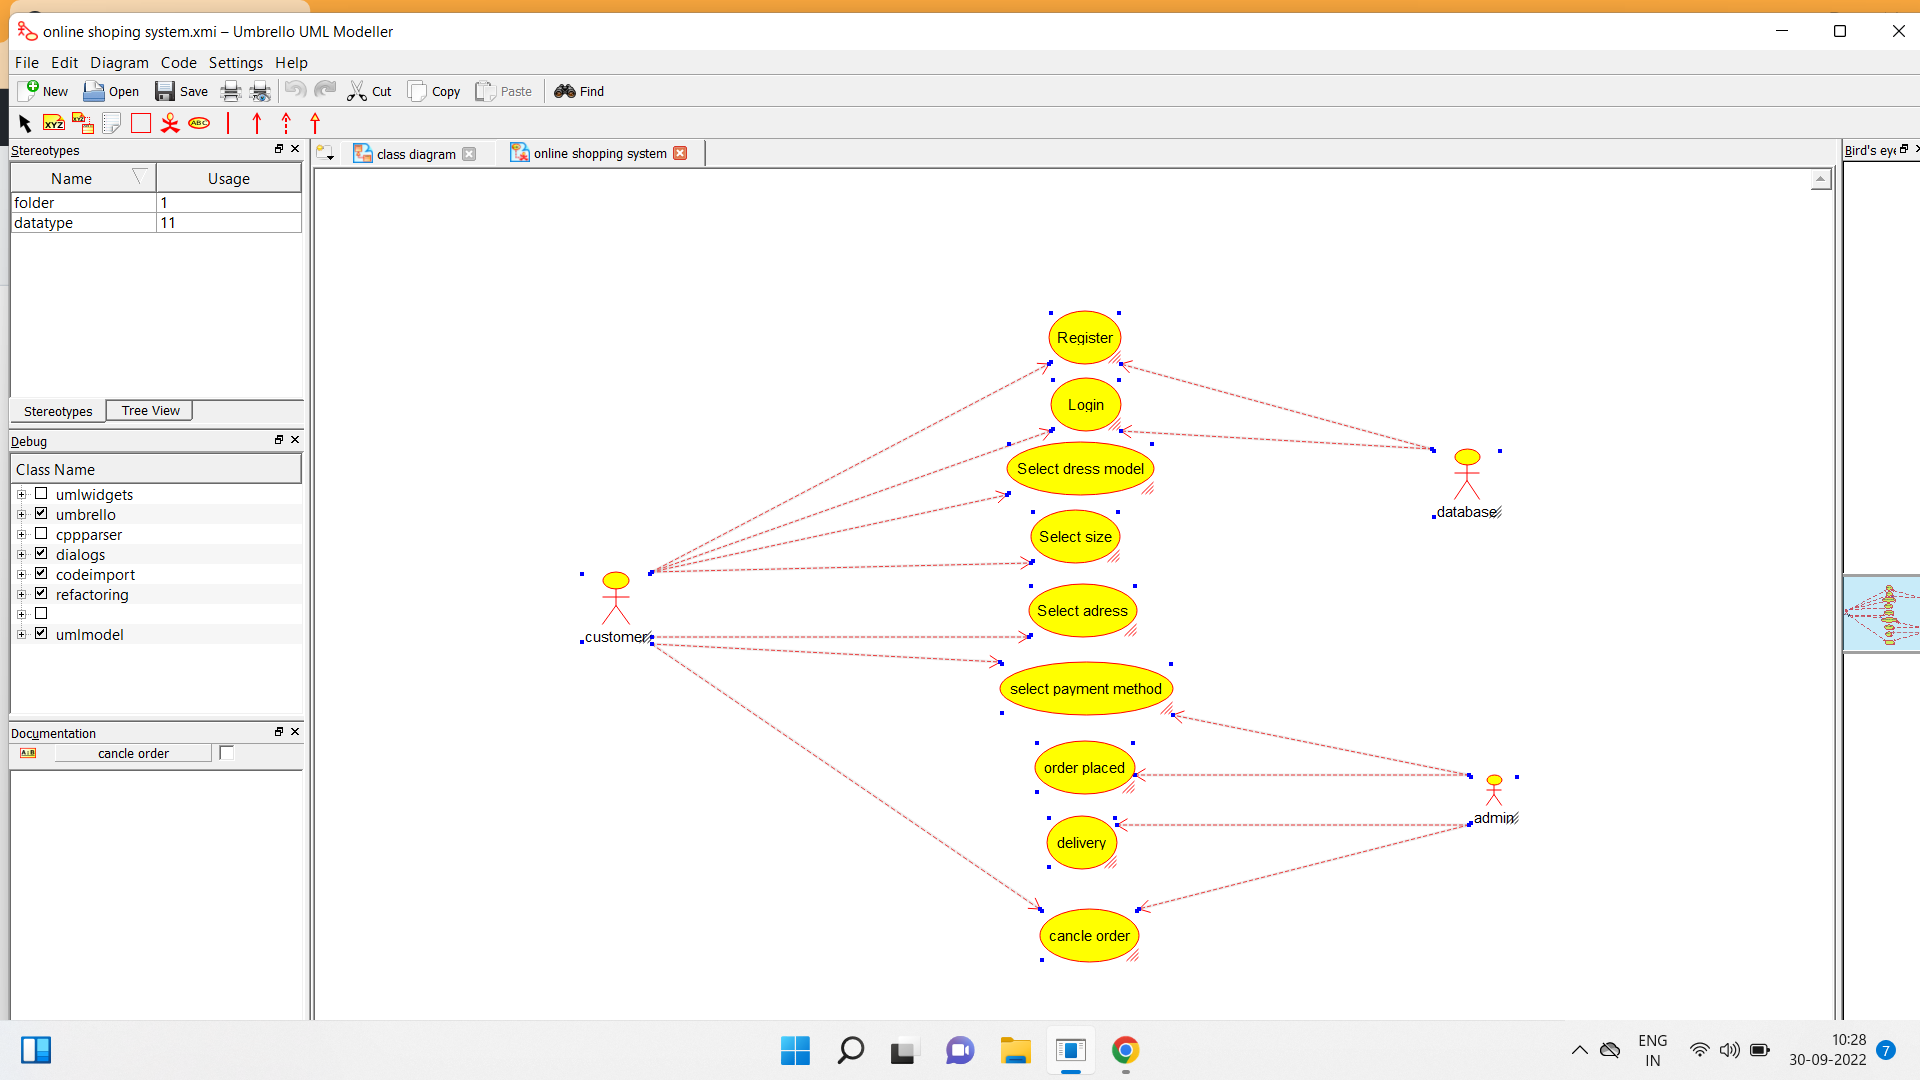 online shoping system.xmi – Umbrello UML Modeller
File Edit Diagram Code Settings Help
New Open Save Cut Copy Paste Find
XYZ XYZ ABC
Stereotypes
class diagram online shopping system
Bird's eye
Name Usage
folder 1
datatype 11
Stereotypes Tree View
Debug
Class Name
umlwidgets
umbrello
cppparser
dialogs
codeimport
refactoring
umlmodel
Documentation
A:B cancle order
Register
Login
Select dress model
Select size
Select adress
select payment method
order placed
delivery
cancle order
customer
database
admin
ENG
IN
10:28
30-09-2022
7